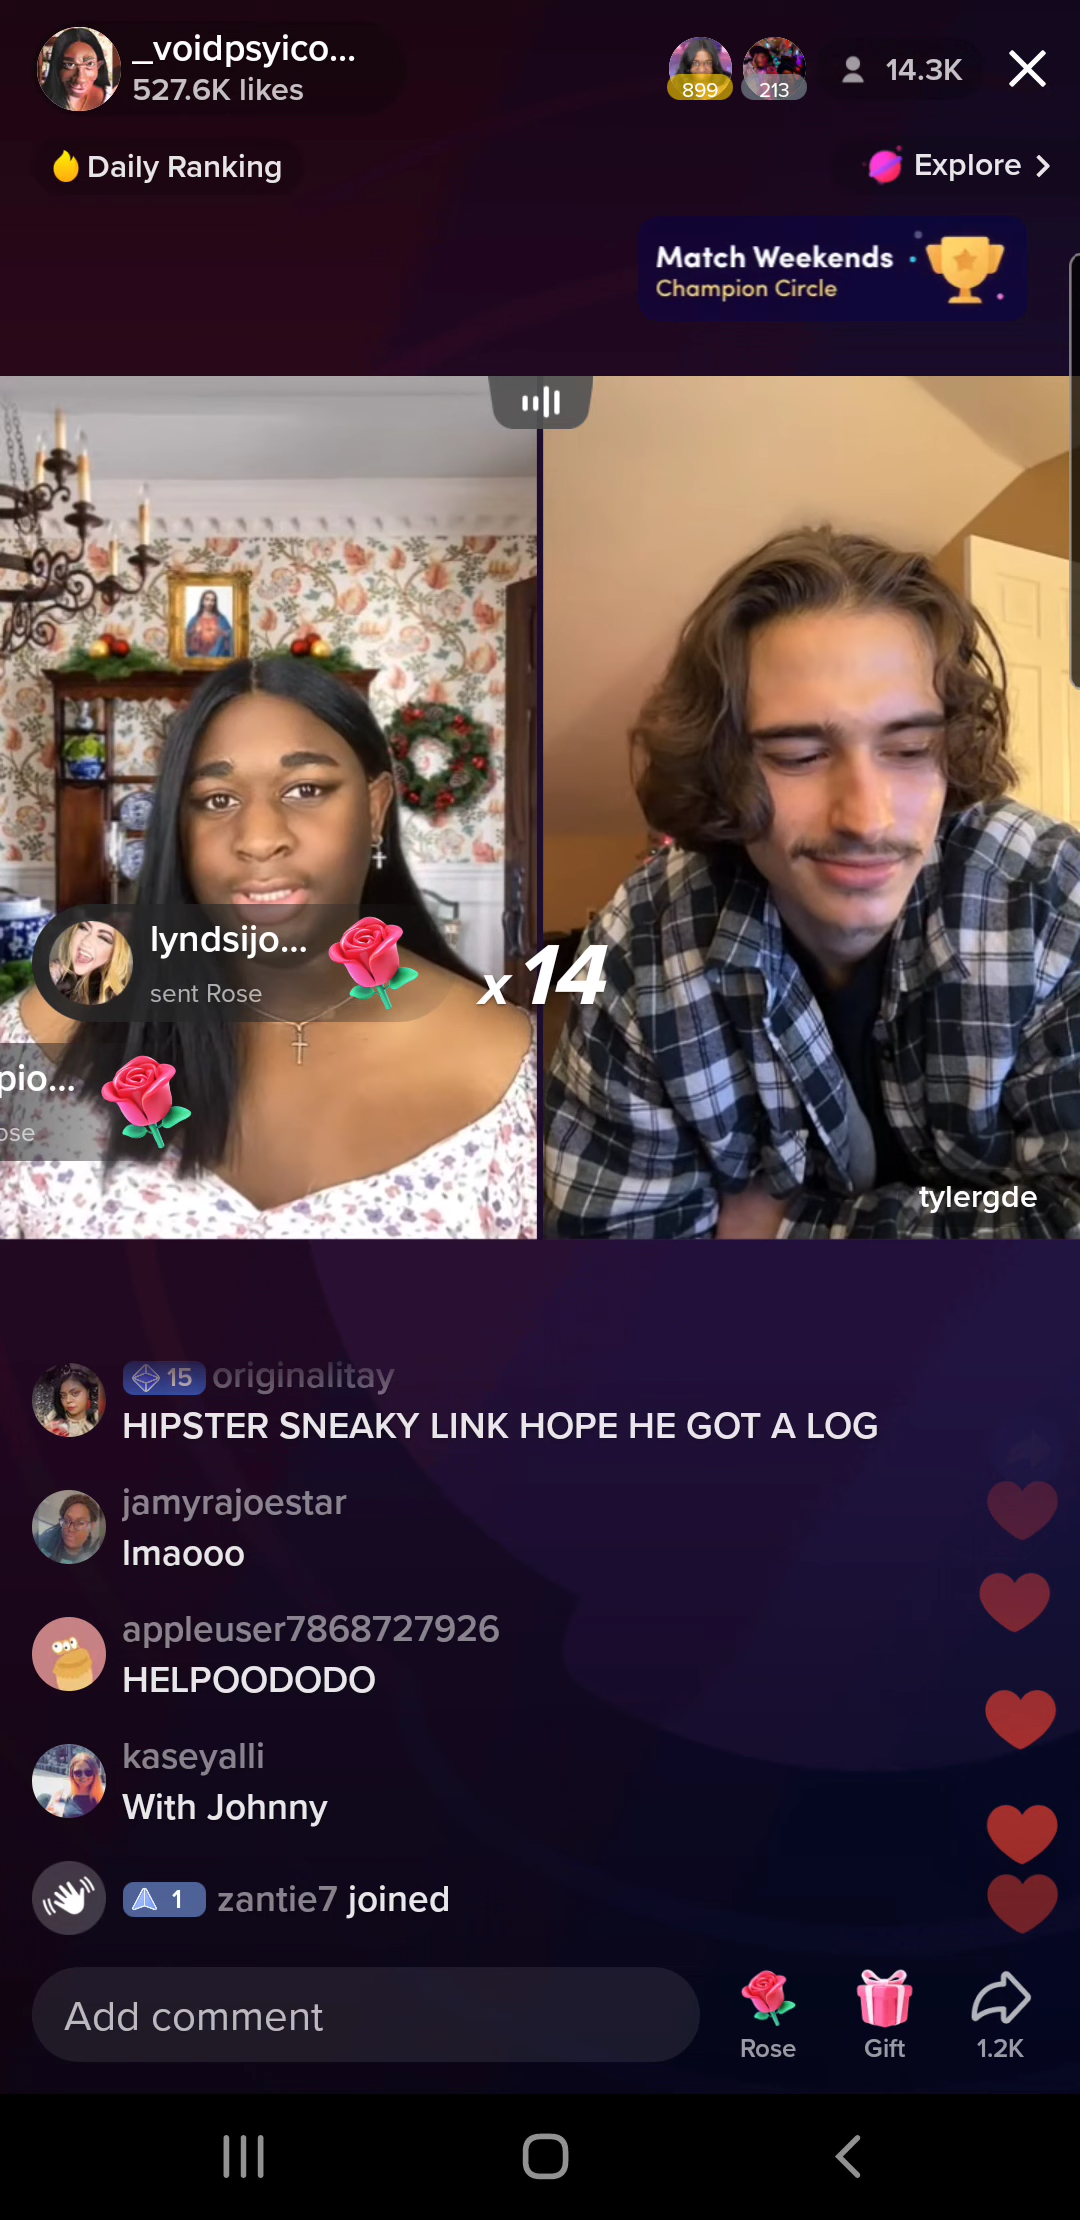 _voidpsyico...
527.6K likes
899
213
14.3K
Daily Ranking
Explore
Match Weekends
Champion Circle
lyndsijo...
sent Rose
x 14
pio...
ose
tylergde
15 originalitay
HIPSTER SNEAKY LINK HOPE HE GOT A LOG
jamyrajoestar
lmaooo
appleuser7868727926
HELPOODODO
kaseyalli
With Johnny
1 zantie7 joined
Add comment
Rose
Gift
1.2K